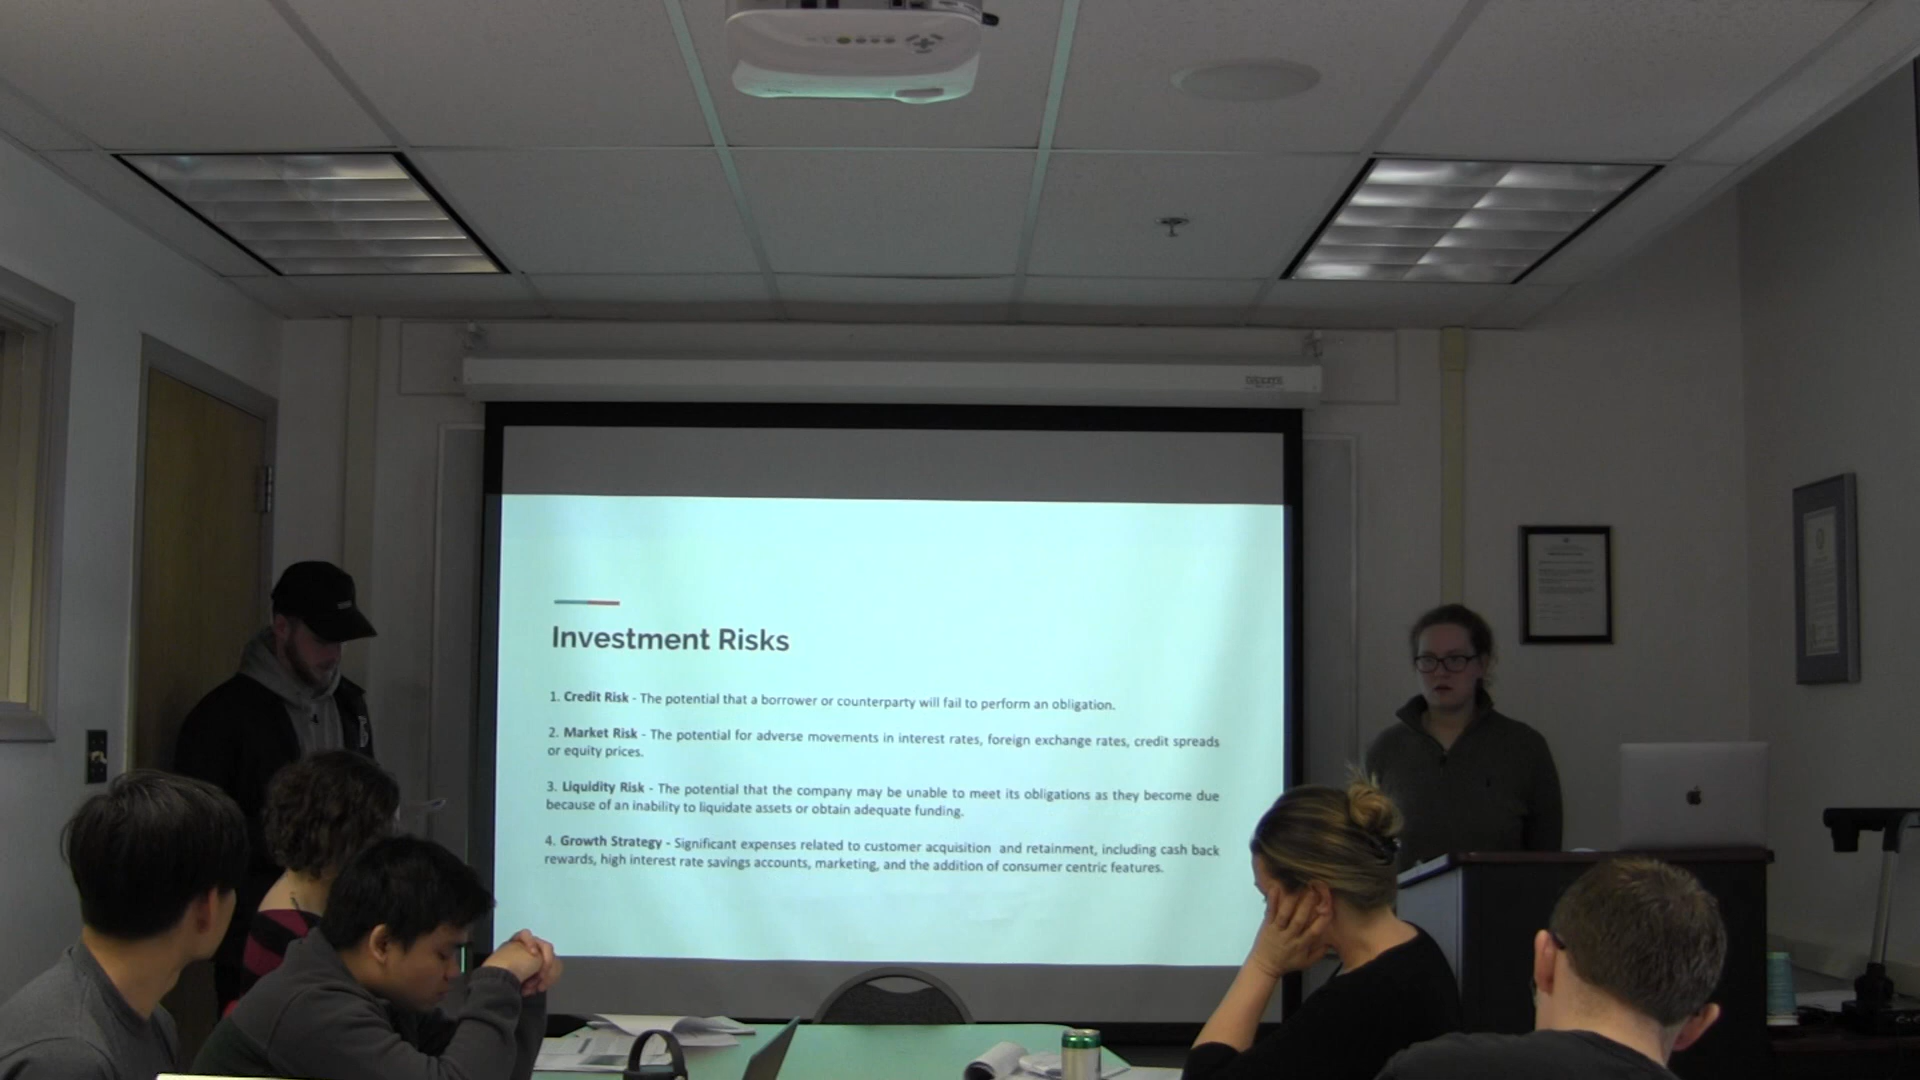 Investment Risks
1. Credit Risk - The potential that a borrower or counterparty will fail to perform an obligation.
2. Market Risk - The potential for adverse movements in interest rates, foreign exchange rates, credit spreads
or equity prices.
3. Liquidity Risk - The potential that the company may be unable to meet its obligations as they become due
because of an inability to liquidate assets or obtain adequate funding.
4. Growth Strategy - Significant expenses related to customer acquisition and retainment, including cash back
rewards, high interest rate savings accounts, marketing, and the addition of consumer centric features.